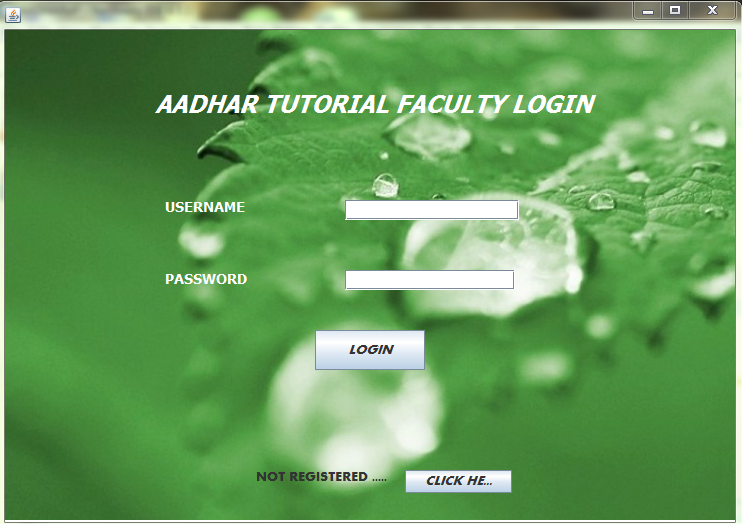 AADHAR TUTORIAL FACULTY LOGIN
USERNAME
PASSWORD
LOGIN
NOT REGISTERED ..... CLICK HE...